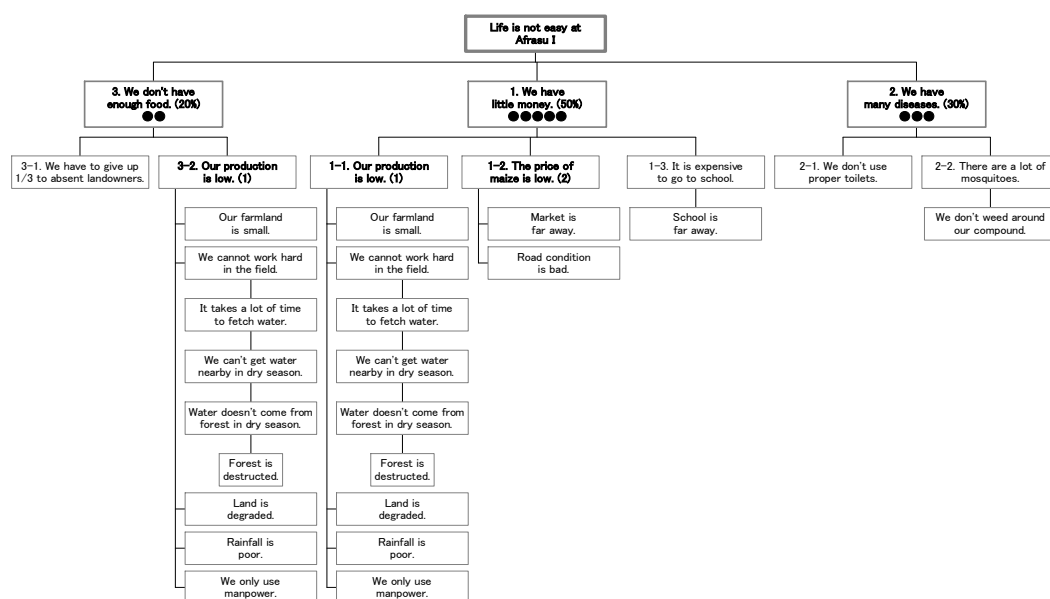 Life is not easy at
Afrasu I
3. We don't have
enough food. (20%)
●●
1. We have
little money. (50%)
●●●●●
2. We have
many diseases. (30%)
●●●
3-1. We have to give up
1/3 to absent landowners.
3-2. Our production
is low. (1)
1-1. Our production
is low. (1)
1-2. The price of
maize is low. (2)
1-3. It is expensive
to go to school.
2-1. We don't use
proper toilets.
2-2. There are a lot of
mosquitoes.
Our farmland
is small.
Our farmland
is small.
Market is
far away.
School is
far away.
We don't weed around
our compound.
We cannot work hard
in the field.
We cannot work hard
in the field.
Road condition
is bad.
It takes a lot of time
to fetch water.
It takes a lot of time
to fetch water.
We can't get water
nearby in dry season.
We can't get water
nearby in dry season.
Water doesn't come from
forest in dry season.
Water doesn't come from
forest in dry season.
Forest is
destructed.
Forest is
destructed.
Land is
degraded.
Land is
degraded.
Rainfall is
poor.
Rainfall is
poor.
We only use
manpower.
We only use
manpower.